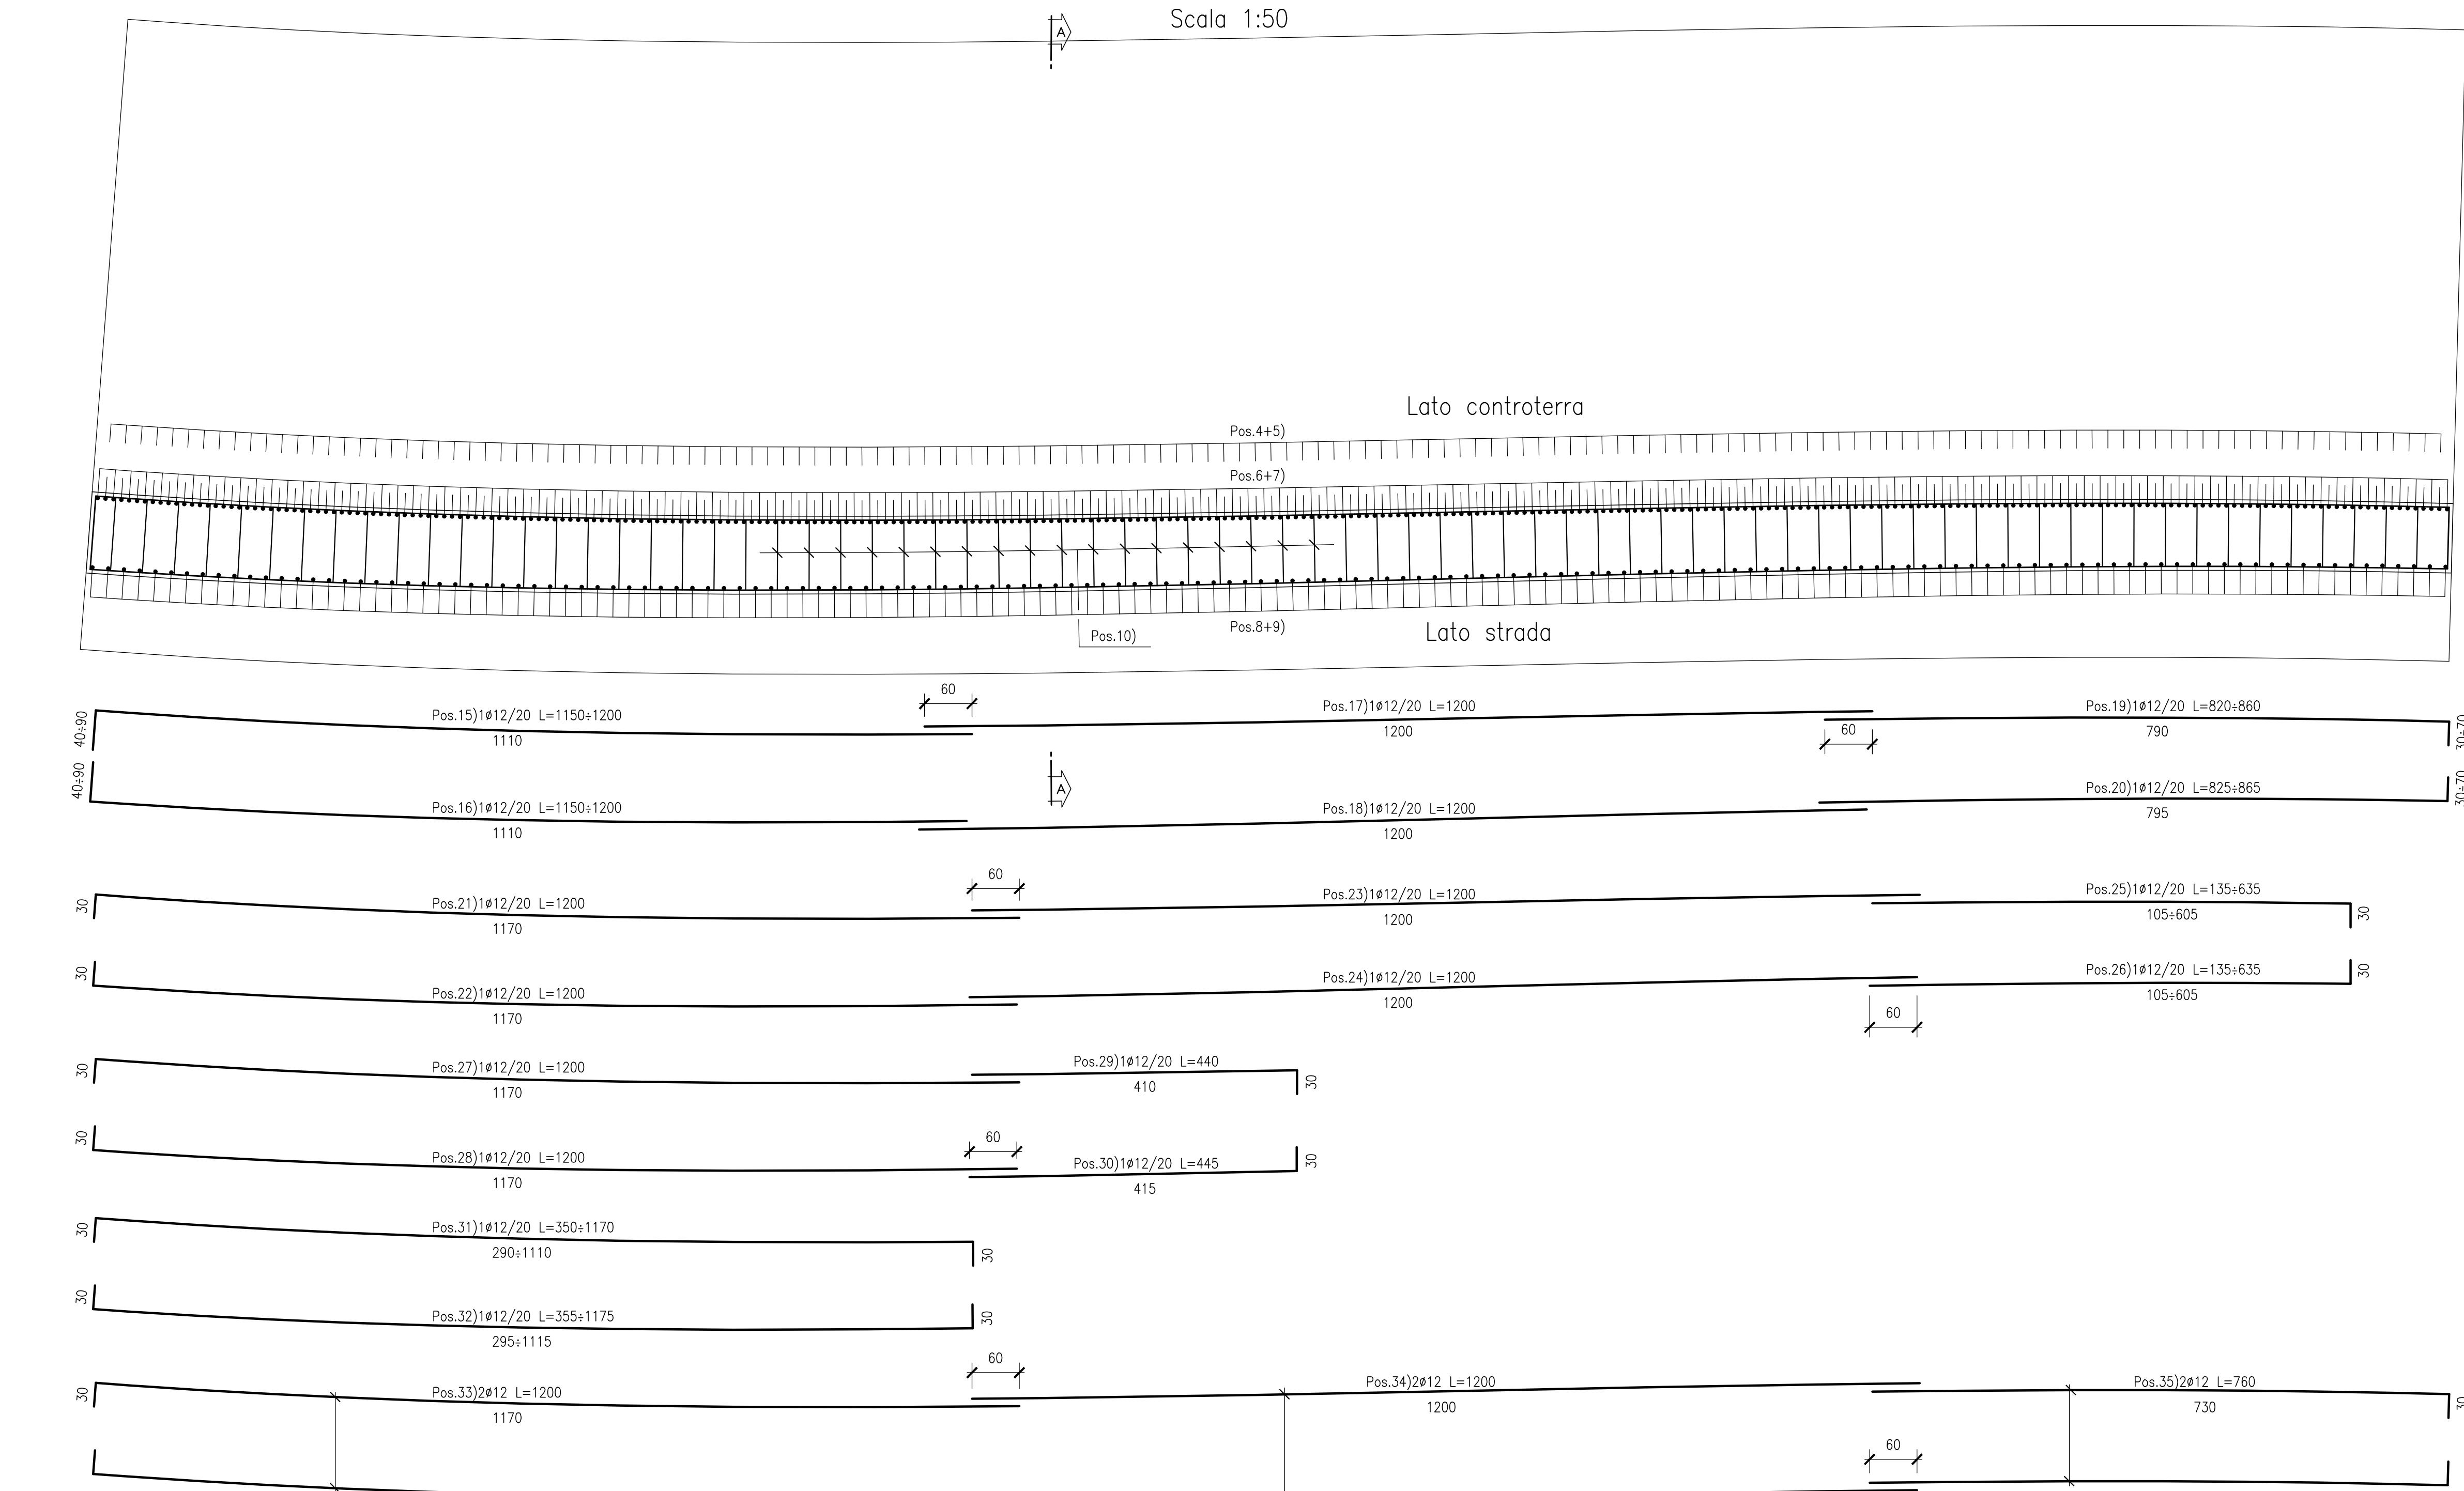 Scala 1:50
A
Lato controterra
Pos.4+5)
Pos.6+7)
Pos.8+9)
Lato strada
Pos.10)
60
Pos.15)1ø12/20 L=1150÷1200
1110
40÷90
Pos.17)1ø12/20 L=1200
1200
60
Pos.19)1ø12/20 L=820÷860
790
30÷70
40÷90
Pos.16)1ø12/20 L=1150÷1200
1110
A
Pos.18)1ø12/20 L=1200
1200
Pos.20)1ø12/20 L=825÷865
795
30÷70
60
30
Pos.21)1ø12/20 L=1200
1170
Pos.23)1ø12/20 L=1200
1200
Pos.25)1ø12/20 L=135÷635
105÷605
30
30
Pos.22)1ø12/20 L=1200
1170
Pos.24)1ø12/20 L=1200
1200
Pos.26)1ø12/20 L=135÷635
105÷605
30
60
30
Pos.27)1ø12/20 L=1200
1170
Pos.29)1ø12/20 L=440
410
30
30
Pos.28)1ø12/20 L=1200
1170
60
Pos.30)1ø12/20 L=445
415
30
30
Pos.31)1ø12/20 L=350÷1170
290÷1110
30
30
Pos.32)1ø12/20 L=355÷1175
295÷1115
30
60
30
Pos.33)2ø12 L=1200
1170
Pos.34)2ø12 L=1200
1200
Pos.35)2ø12 L=760
730
30
60